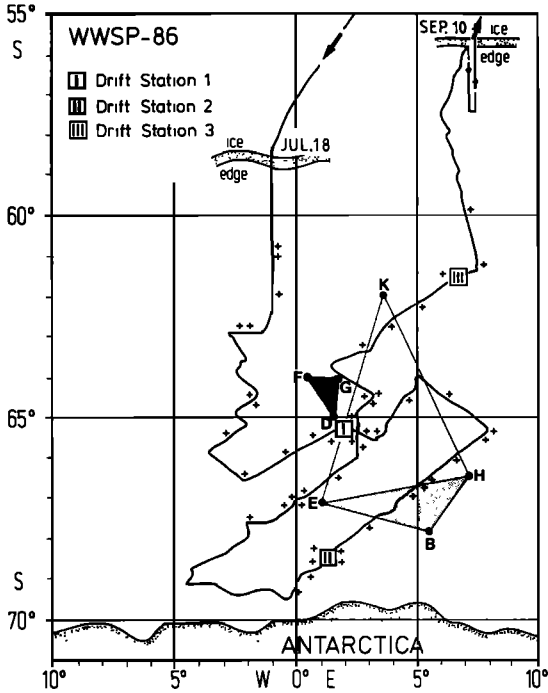 55°
S
WWSP-86
I Drift Station 1
II Drift Station 2
III Drift Station 3
SEP. 10 ice
edge
ice JUL.18
edge
60°
III
K
F
G
65°
D
I
H
E
B
II
S
70°
ANTARCTICA
10° 5° W 0° E 5° 10°